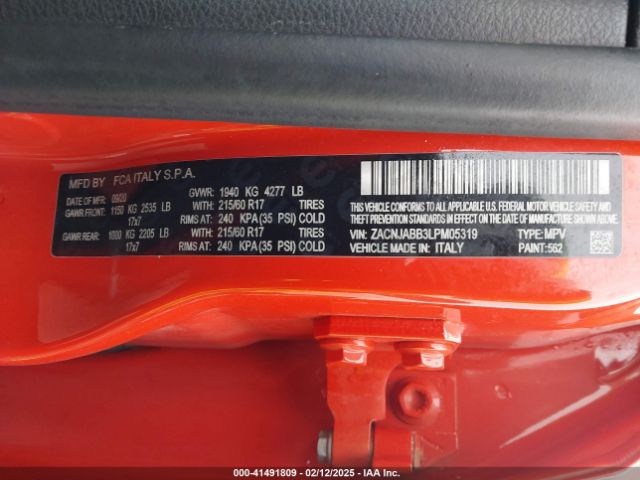 MFD BY FCA ITALY S.P.A.
DATE OF MFR 09/20 GVWR: 1940 KG 4277 LB
GAWR FRONT: 1150 KG 2535 LB WITH: 215/60 R17 TIRES
17x7 RIMS AT: 240 KPA (35 PSI) COLD
GAWR REAR: 1000 KG 2205 LB WITH: 215/60 R17 TIRES
17x7 RIMS AT: 240 KPA (35 PSI) COLD
THIS VEHICLE CONFORMS TO ALL APPLICABLE U.S.A.
FEDERAL MOTOR VEHICLE SAFETY, BUMPER, AND THEFT
PREVENTION STANDARDS IN EFFECT ON THE DATE OF
MANUFACTURE SHOWN ABOVE.
VIN: ZACNJABB3LPM05319 TYPE: MPV
VEHICLE MADE IN: ITALY PAINT: 562
00-41491809 - 02/12/2025 - Copyright IAA, LLC.